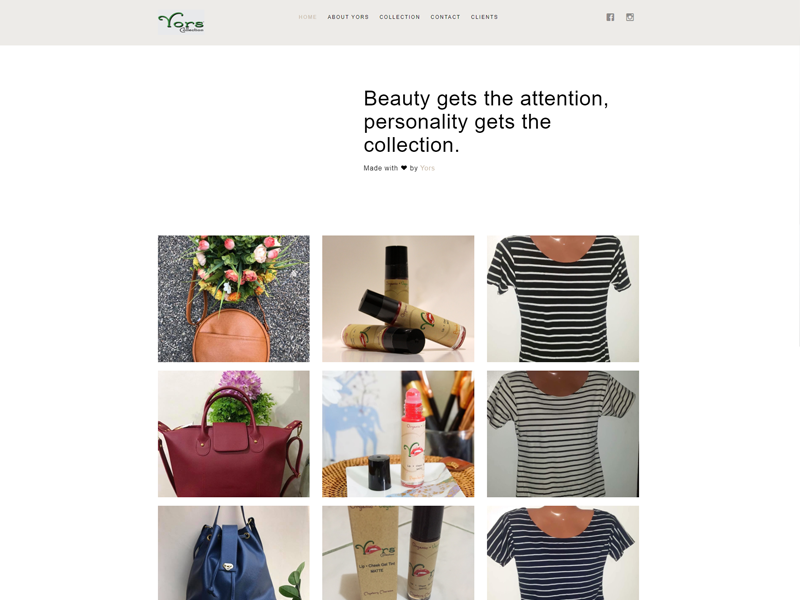 Yors
Collection
HOME ABOUT YORS COLLECTION CONTACT CLIENTS
Beauty gets the attention,
personality gets the
collection.
Made with ❤ by Yors
Yors
Lip + Cheek Gel Tint
MATTE